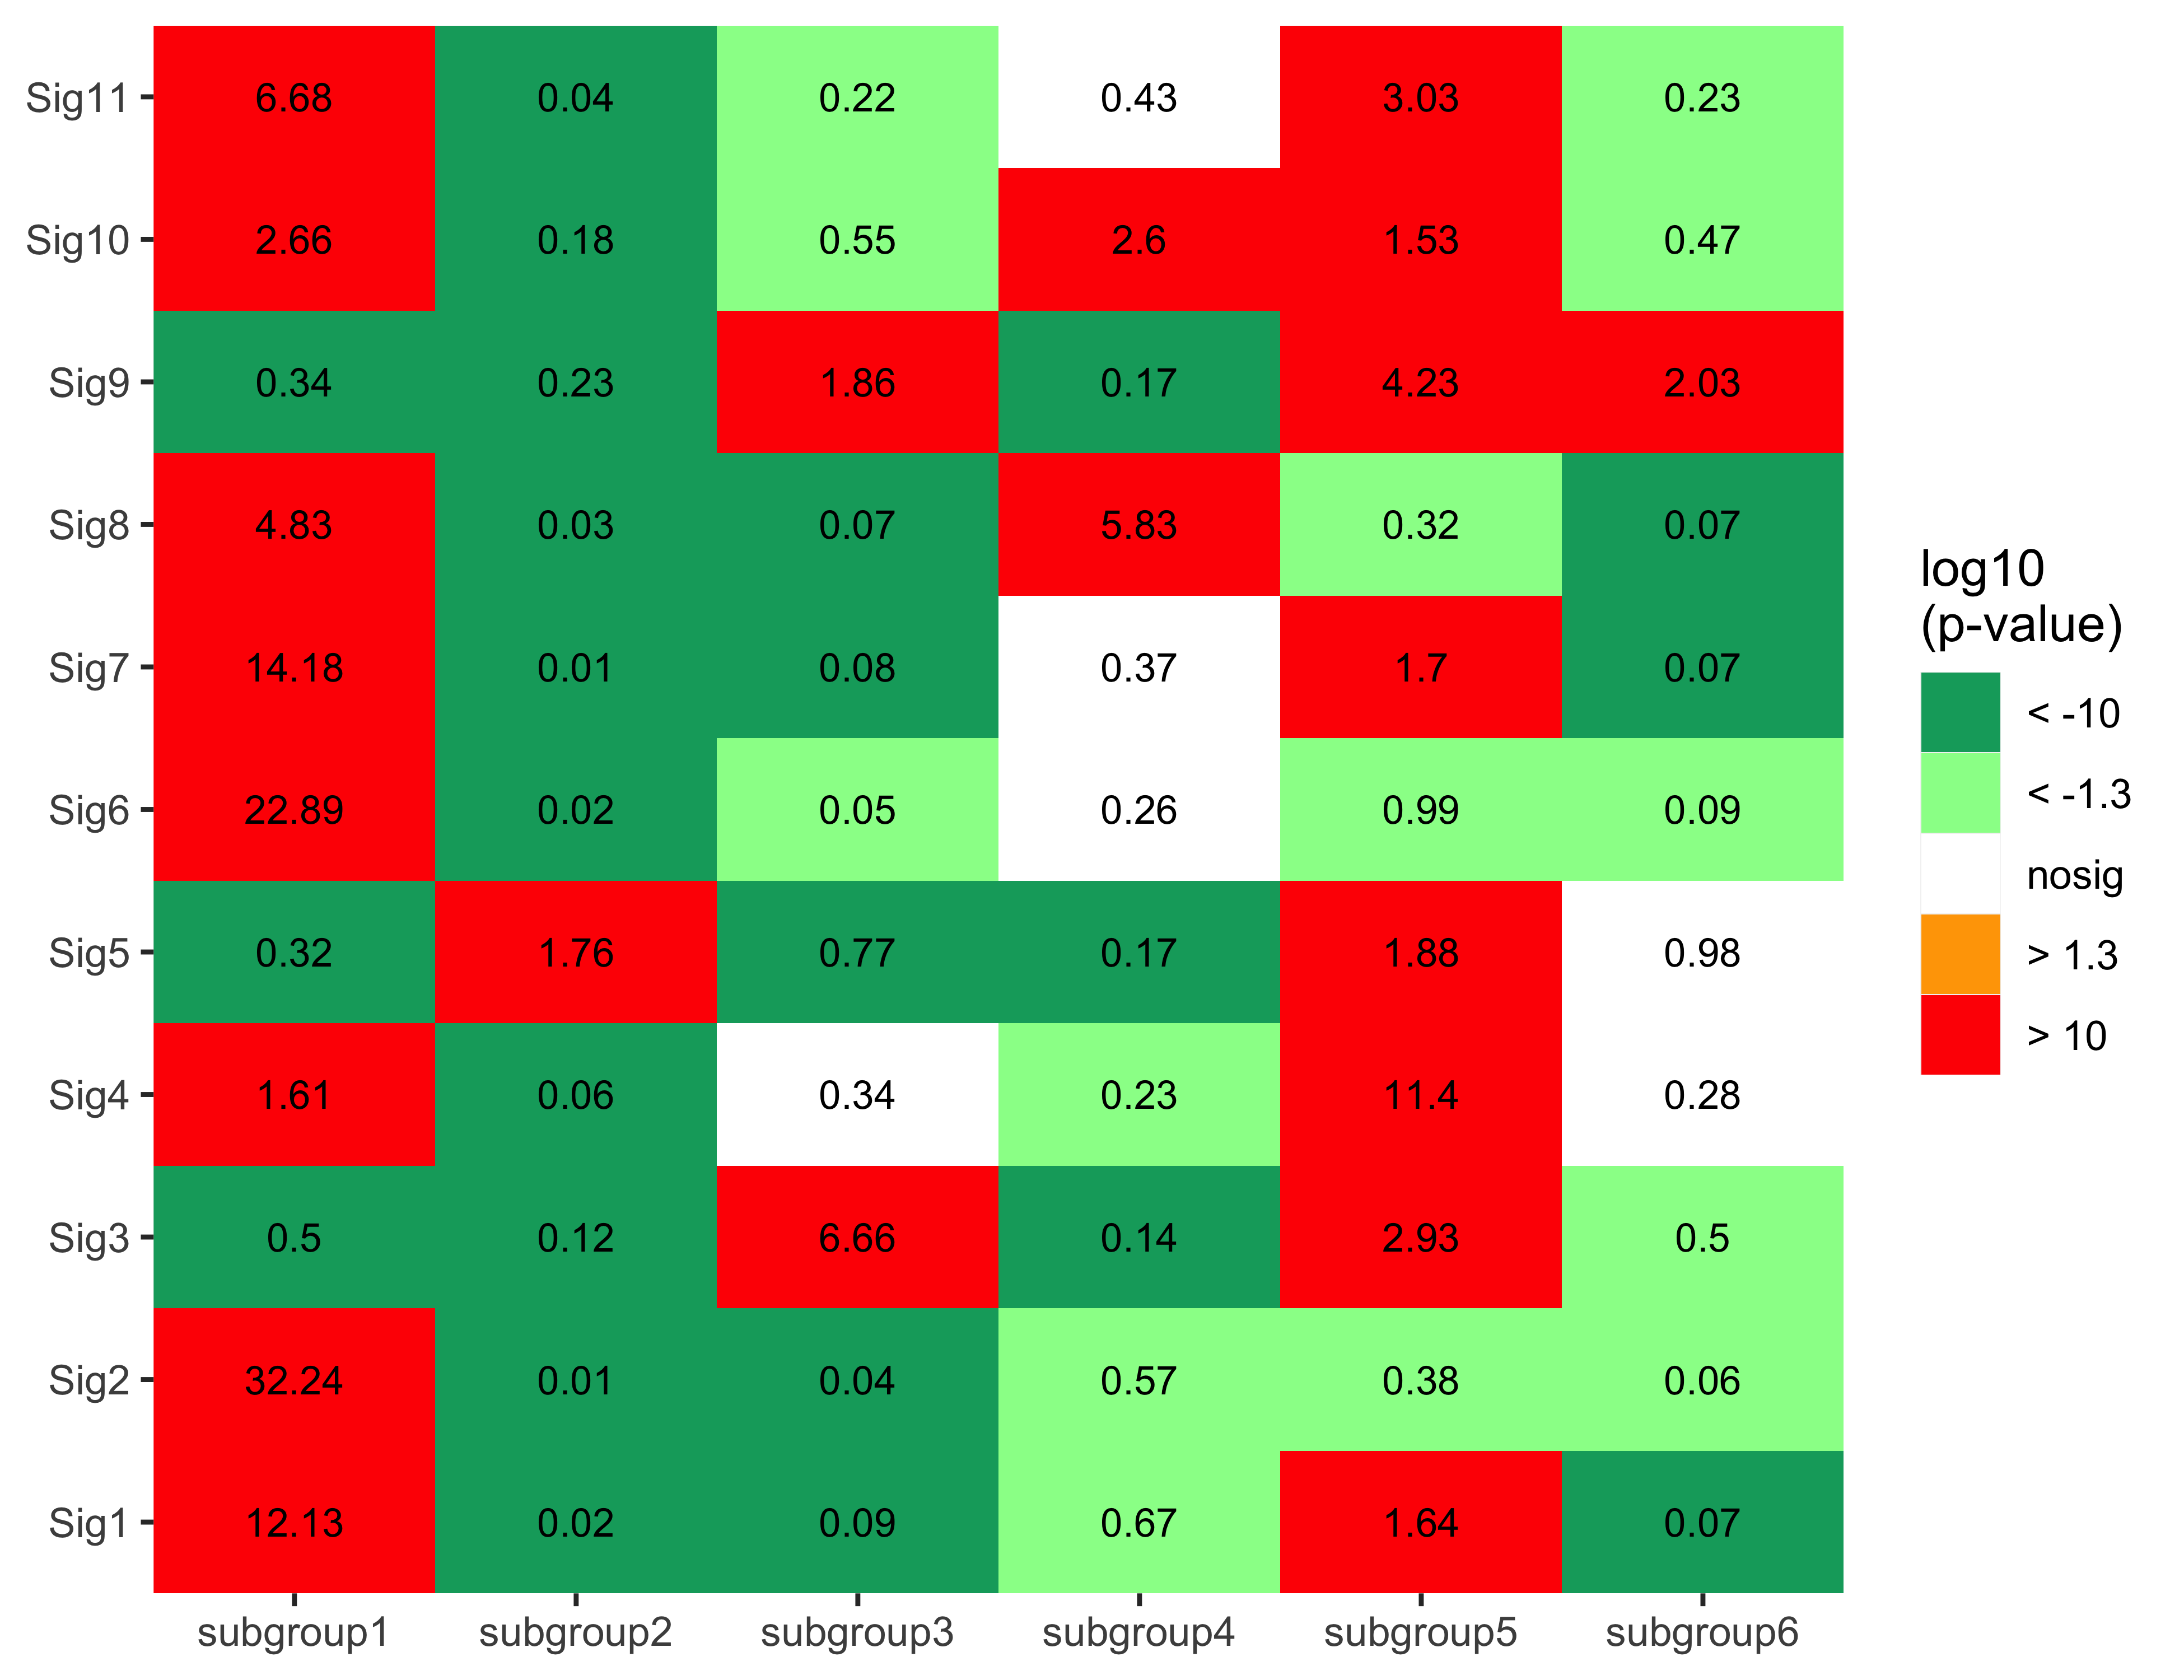 Sig11 6.68 0.04 0.22 0.43 3.03 0.23
Sig10 2.66 0.18 0.55 2.6 1.53 0.47
Sig9 0.34 0.23 1.86 0.17 4.23 2.03
Sig8 4.83 0.03 0.07 5.83 0.32 0.07
Sig7 14.18 0.01 0.08 0.37 1.7 0.07
Sig6 22.89 0.02 0.05 0.26 0.99 0.09
Sig5 0.32 1.76 0.77 0.17 1.88 0.98
Sig4 1.61 0.06 0.34 0.23 11.4 0.28
Sig3 0.5 0.12 6.66 0.14 2.93 0.5
Sig2 32.24 0.01 0.04 0.57 0.38 0.06
Sig1 12.13 0.02 0.09 0.67 1.64 0.07
subgroup1 subgroup2 subgroup3 subgroup4 subgroup5 subgroup6
log10
(p-value)
< -10
< -1.3
nosig
> 1.3
> 10